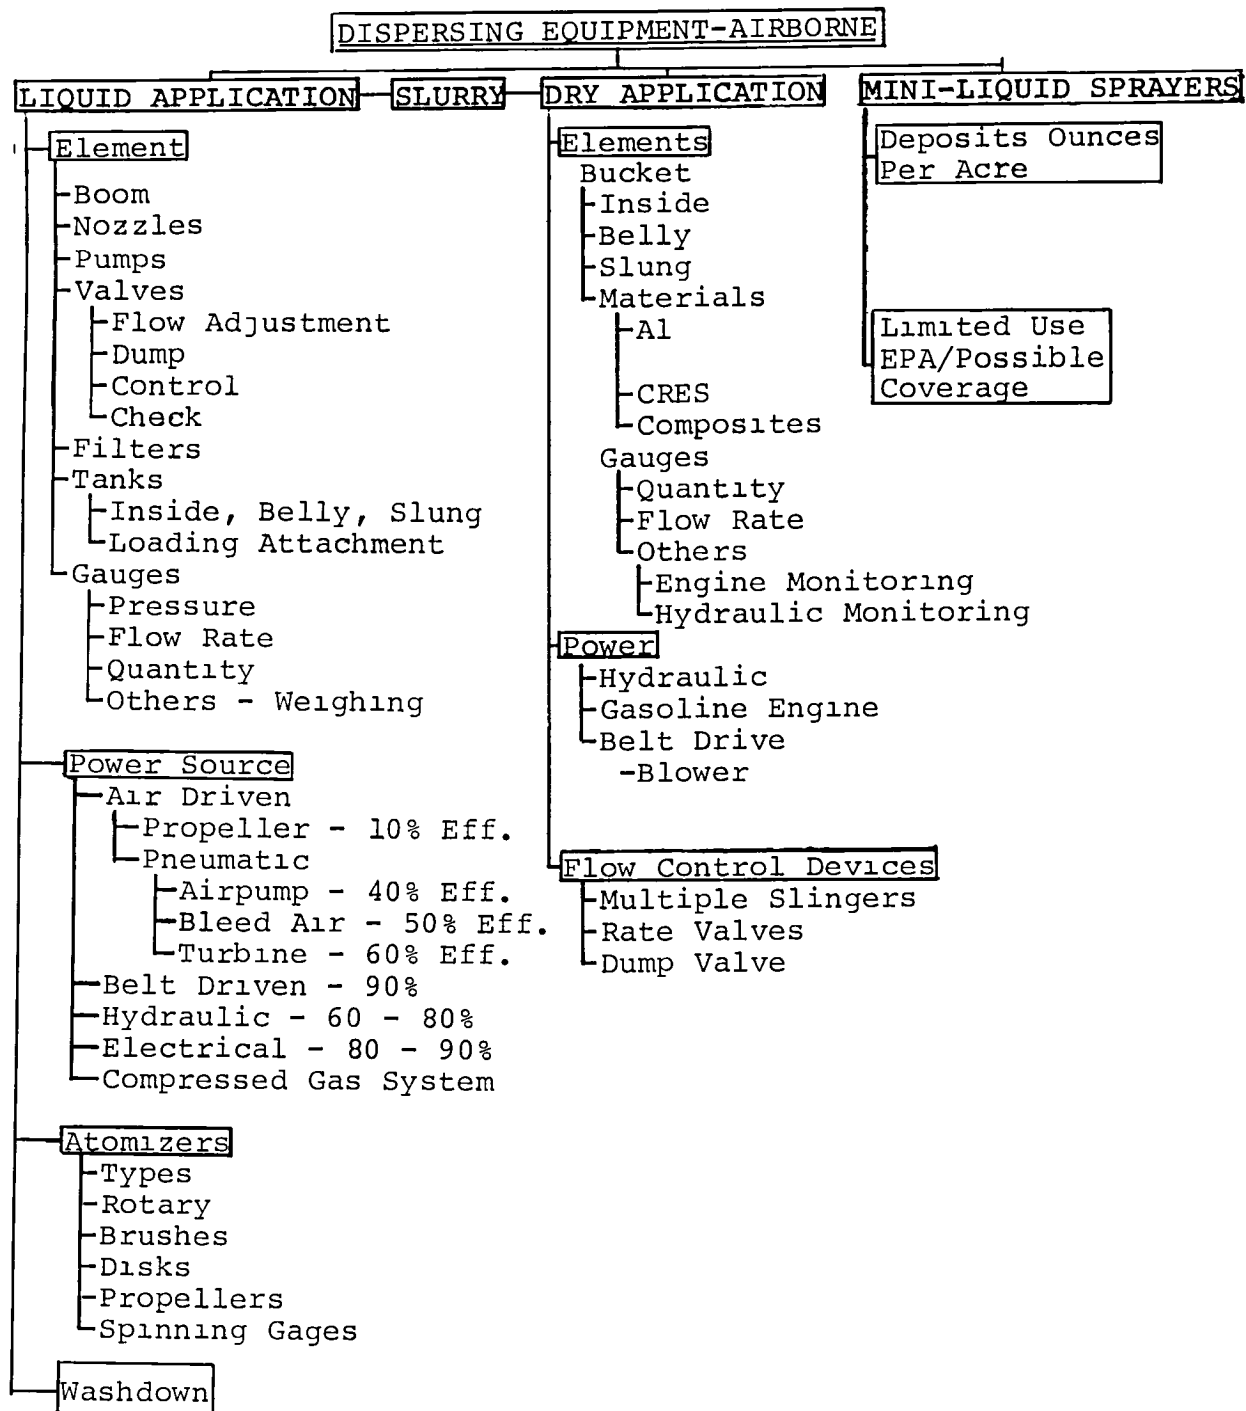 DISPERSING EQUIPMENT-AIRBORNE
LIQUID APPLICATION
SLURRY
DRY APPLICATION
MINI-LIQUID SPRAYERS
Element
Boom
Nozzles
Pumps
Valves
Flow Adjustment
Dump
Control
Check
Filters
Tanks
Inside, Belly, Slung
Loading Attachment
Gauges
Pressure
Flow Rate
Quantity
Others - Weighing
Power Source
Air Driven
Propeller - 10% Eff.
Pneumatic
Airpump - 40% Eff.
Bleed Air - 50% Eff.
Turbine - 60% Eff.
Belt Driven - 90%
Hydraulic - 60 - 80%
Electrical - 80 - 90%
Compressed Gas System
Atomizers
Types
Rotary
Brushes
Disks
Propellers
Spinning Gages
Washdown
Elements
Bucket
Inside
Belly
Slung
Materials
Al
CRES
Composites
Gauges
Quantity
Flow Rate
Others
Engine Monitoring
Hydraulic Monitoring
Power
Hydraulic
Gasoline Engine
Belt Drive
-Blower
Flow Control Devices
Multiple Slingers
Rate Valves
Dump Valve
Deposits Ounces
Per Acre
Limited Use
EPA/Possible
Coverage